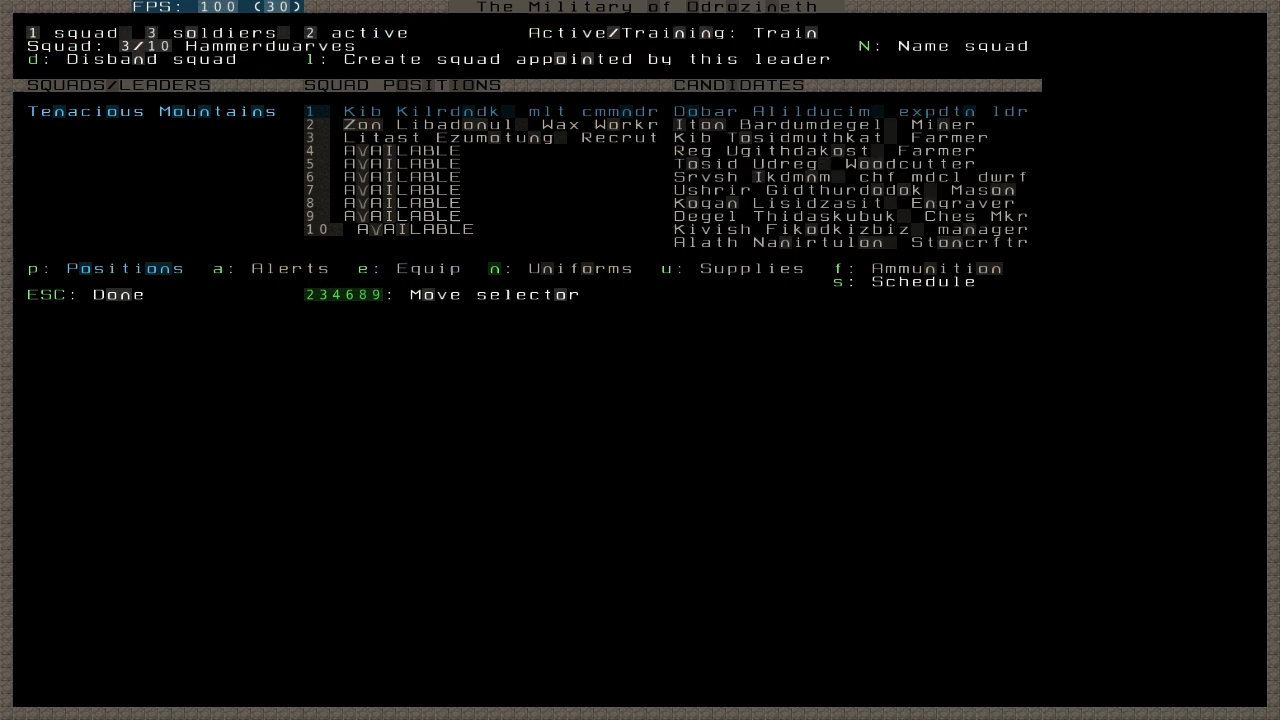 FPS: 100 (30) The Military of Odrozineth
1 squad 3 soldiers 2 active Active/Training: Train
Squad: 3/10 Hammerdwarves N: Name squad
d: Disband squad l: Create squad appointed by this leader
SQUADS/LEADERS SQUAD POSITIONS CANDIDATES
Tenacious Mountains 1 Kib Kilrdndk mlt cmmndr Dobar Alilducim expdtn ldr
2 Zon Libadonul Wax Workr Iton Bardumdegel Miner
3 Litast Ezumotung Recrut Kib Tosidmuthkat Farmer
4 AVAILABLE Reg Ugithdakost Farmer
5 AVAILABLE Tosid Udreg Woodcutter
6 AVAILABLE Srvsh Ikdmnm chf mdcl dwrf
7 AVAILABLE Ushrir Gidthurdodok Mason
8 AVAILABLE Kogan Lisidzasit Engraver
9 AVAILABLE Degel Thidaskubuk Ches Mkr
10 AVAILABLE Kivish Fikodkizbiz manager
Alath Nanirtulon Stoncrftr
p: Positions a: Alerts e: Equip n: Uniforms u: Supplies f: Ammunition
s: Schedule
ESC: Done 234689: Move selector